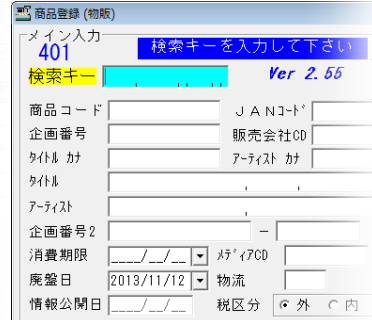 商品登録 (物販)
メイン入力
401 検索キーを入力して下さい
検索キー Ver 2.55
商品コード ＪＡＮｺｰﾄﾞ
企画番号 販売会社CD
ﾀｲﾄﾙ ｶﾅ ｱｰﾃｨｽﾄ ｶﾅ
ﾀｲﾄﾙ
ｱｰﾃｨｽﾄ
企画番号2 －
消費期限 ____/__/__ ﾒﾃﾞｨｱCD
廃盤日 2013/11/12 物流
情報公開日 ____/__/__ 税区分 外 内